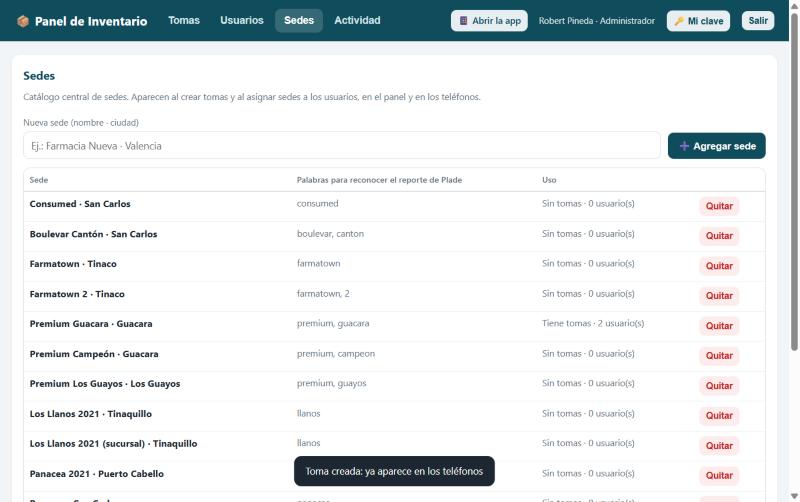 Panel de Inventario Tomas Usuarios Sedes Actividad Abrir la app Robert Pineda · Administrador Mi clave Salir
Sedes
Catálogo central de sedes. Aparecen al crear tomas y al asignar sedes a los usuarios, en el panel y en los teléfonos.
Nueva sede (nombre · ciudad)
Ej.: Farmacia Nueva · Valencia Agregar sede
Sede Palabras para reconocer el reporte de Plade Uso
Consumed · San Carlos consumed Sin tomas · 0 usuario(s) Quitar
Boulevar Cantón · San Carlos boulevar, canton Sin tomas · 0 usuario(s) Quitar
Farmatown · Tinaco farmatown Sin tomas · 0 usuario(s) Quitar
Farmatown 2 · Tinaco farmatown, 2 Sin tomas · 0 usuario(s) Quitar
Premium Guacara · Guacara premium, guacara Tiene tomas · 2 usuario(s) Quitar
Premium Campeón · Guacara premium, campeon Sin tomas · 0 usuario(s) Quitar
Premium Los Guayos · Los Guayos premium, guayos Sin tomas · 0 usuario(s) Quitar
Los Llanos 2021 · Tinaquillo llanos Sin tomas · 0 usuario(s) Quitar
Los Llanos 2021 (sucursal) · Tinaquillo llanos Sin tomas · 0 usuario(s) Quitar
Panacea 2021 · Puerto Cabello Sin tomas · 0 usuario(s) Quitar
Toma creada: ya aparece en los teléfonos